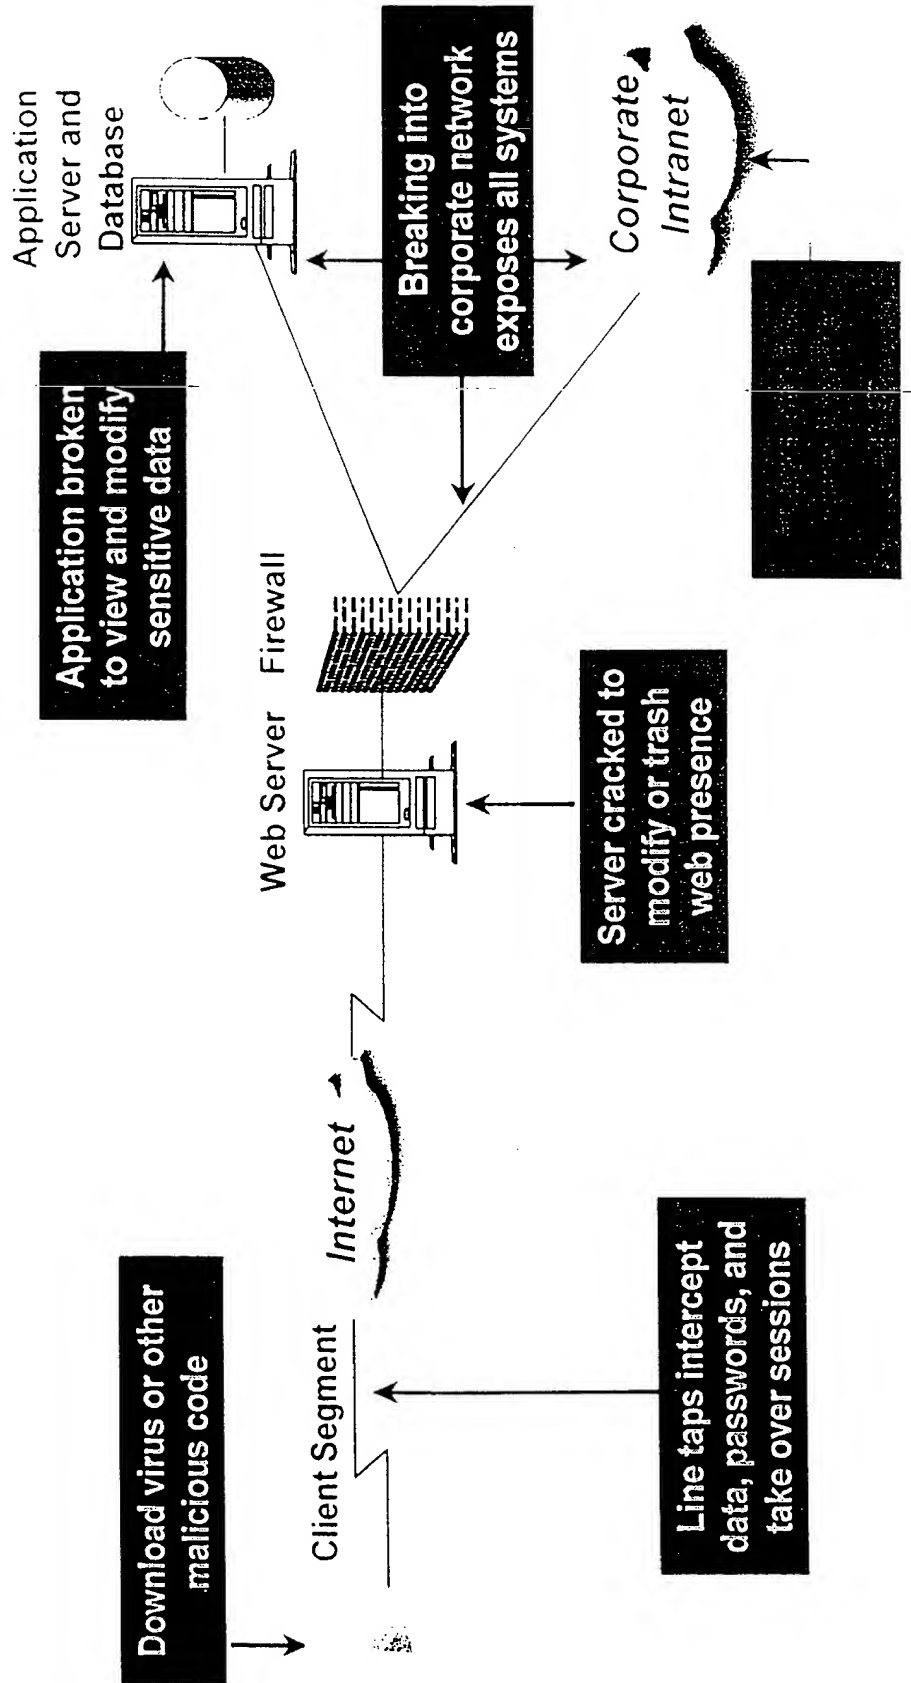 Download virus or other
malicious code
Client Segment
Internet
Line taps intercept
data, passwords, and
take over sessions
Web Server
Firewall
Server cracked to
modify or trash
web presence
Application broken
to view and modify
sensitive data
Application
Server and
Database
Breaking into
corporate network
exposes all systems
Corporate
Intranet